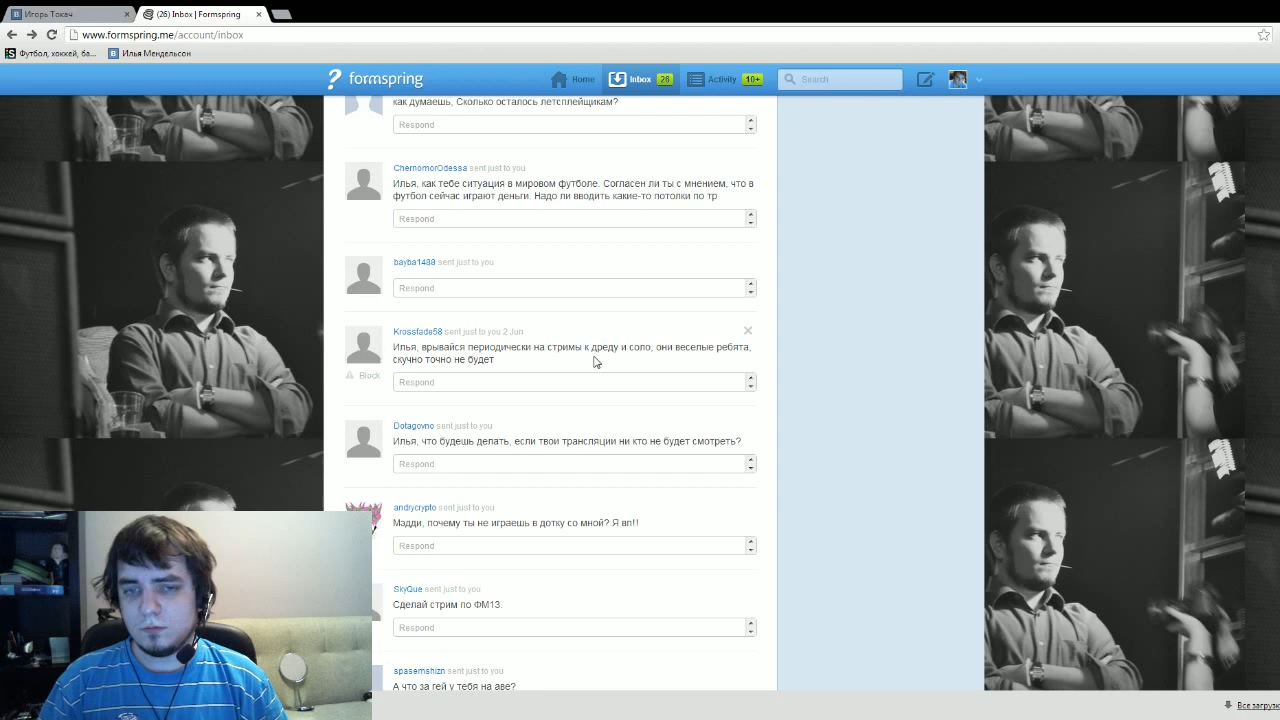 Игорь Токач
(26) Inbox | Formspring
www.formspring.me/account/inbox
Футбол, хоккей, ба...
Илья Мендельсон
formspring
Home
Inbox 26
Activity 10+
Search
как думаешь, Сколько осталось летсплейщикам?
Respond
ChernomorOdessa sent just to you
Илья, как тебе ситуация в мировом футболе. Согласен ли ты с мнением, что в
футбол сейчас играют деньги. Надо ли вводить какие-то потолки по тр
Respond
bayba1488 sent just to you
Respond
Krossfade58 sent just to you 2 Jun
Илья, врывайся периодически на стримы к дреду и соло, они веселые ребята,
скучно точно не будет
Block
Respond
Dotagovno sent just to you
Илья, что будешь делать, если твои трансляции ни кто не будет смотреть?
Respond
andrycrypto sent just to you
Мэдди, почему ты не играешь в дотку со мной? Я вп!!
Respond
SkyQue sent just to you
Сделай стрим по ФМ13.
Respond
spasemshizn sent just to you
А что за гей у тебя на аве?
Все загрузк